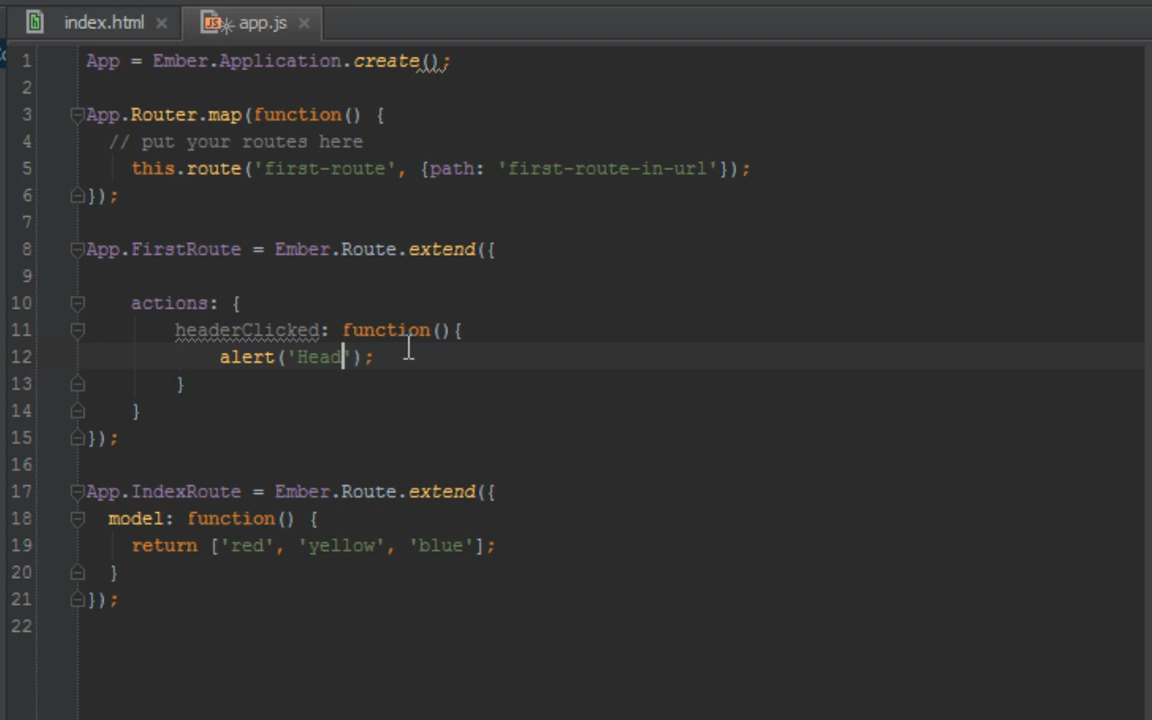 index.html app.js
1 App = Ember.Application.create();
2
3 App.Router.map(function() {
4 // put your routes here
5 this.route('first-route', {path: 'first-route-in-url'});
6 });
7
8 App.FirstRoute = Ember.Route.extend({
9
10 actions: {
11 headerClicked: function(){
12 alert('Head');
13 }
14 }
15 });
16
17 App.IndexRoute = Ember.Route.extend({
18 model: function() {
19 return ['red', 'yellow', 'blue'];
20 }
21 });
22